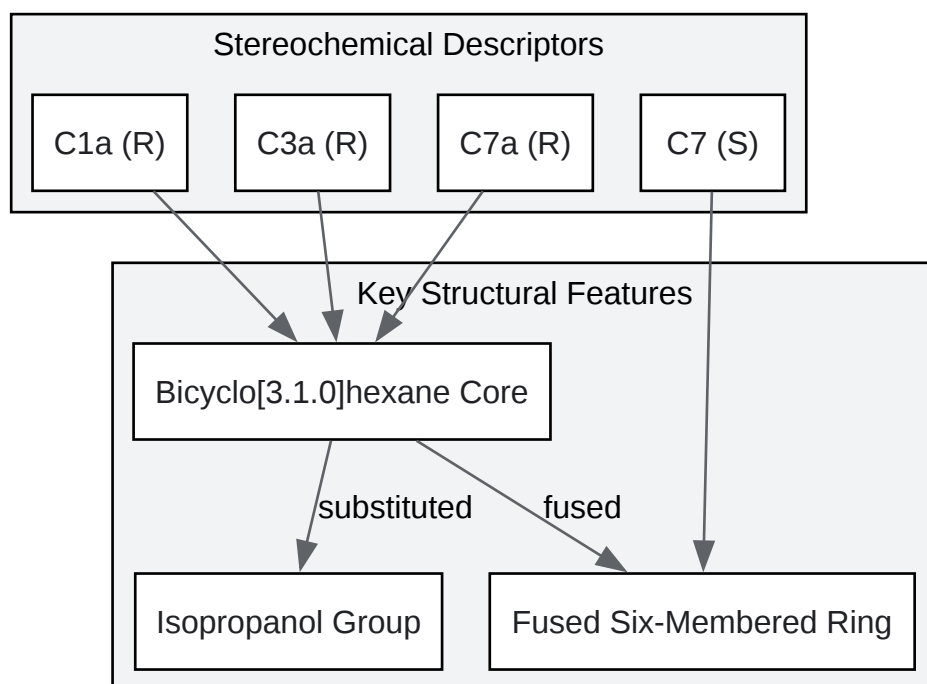 Stereochemical Descriptors
C1a (R)
C3a (R)
C7a (R)
C7 (S)
Key Structural Features
Bicyclo[3.1.0]hexane Core
substituted
fused
Isopropanol Group
Fused Six-Membered Ring